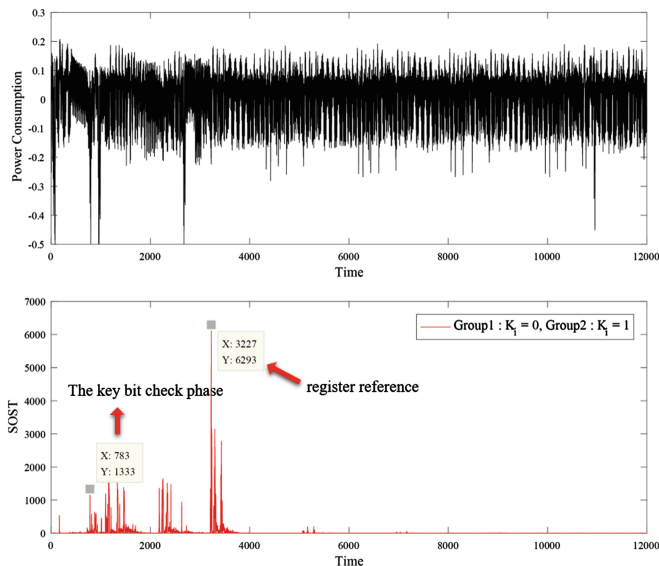 0.3
0.2
0.1
0
-0.1
-0.2
-0.3
-0.4
-0.5
Power Consumption
0 2000 4000 6000 8000 10000 12000
Time
7000
6000
5000
4000
3000
2000
1000
0
SOST
Group1 : K_i = 0, Group2 : K_i = 1
X: 3227
Y: 6293
register reference
The key bit check phase
X: 783
Y: 1333
0 2000 4000 6000 8000 10000 12000
Time